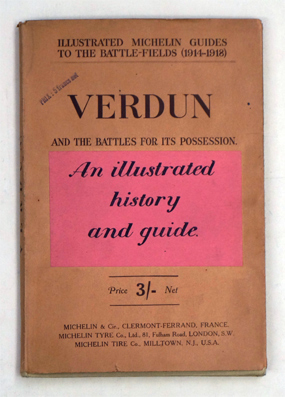 ILLUSTRATED MICHELIN GUIDES
TO THE BATTLE-FIELDS (1914-1918)
VERDUN
AND THE BATTLES FOR ITS POSSESSION.
An illustrated
history
and guide.
Price 3/- Net
MICHELIN & Co., CLERMONT-FERRAND, FRANCE,
MICHELIN TYRE Co., Ltd., 81, Fulham Road, LONDON, S.W.
MICHELIN TIRE Co., MILLTOWN, N.J., U.S.A.